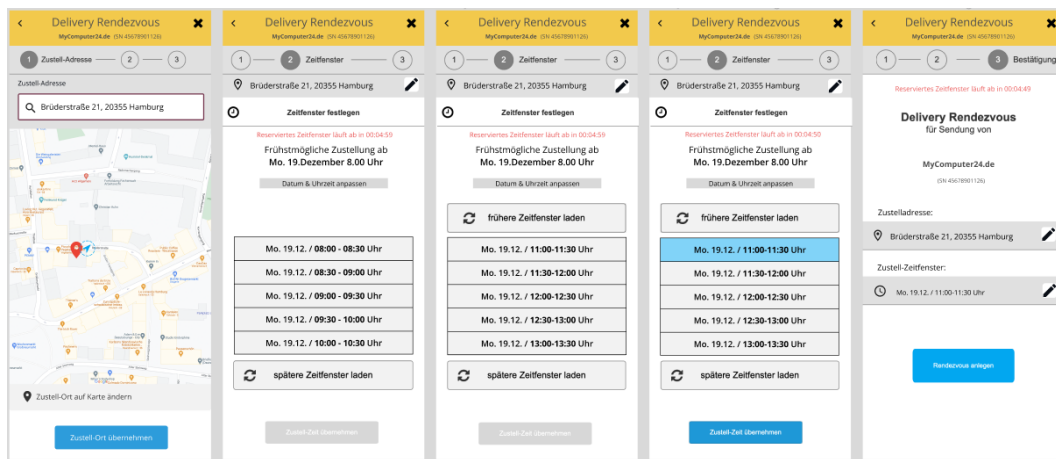 Delivery Rendezvous
MyComputer24.de (SN 45678901126)
1 Zustell-Adresse 2 3
Zustell-Adresse
Brüderstraße 21, 20355 Hamburg
Zustell-Ort auf Karte ändern
Zustell-Ort übernehmen
Delivery Rendezvous
MyComputer24.de (SN 45678901126)
1 2 Zeitfenster 3
Brüderstraße 21, 20355 Hamburg
Zeitfenster festlegen
Reserviertes Zeitfenster läuft ab in 00:04:59
Frühstmögliche Zustellung ab
Mo. 19.Dezember 8.00 Uhr
Datum & Uhrzeit anpassen
Mo. 19.12. / 08:00 - 08:30 Uhr
Mo. 19.12. / 08:30 - 09:00 Uhr
Mo. 19.12. / 09:00 - 09:30 Uhr
Mo. 19.12. / 09:30 - 10:00 Uhr
Mo. 19.12. / 10:00 - 10:30 Uhr
spätere Zeitfenster laden
Zustell-Zeit übernehmen
Delivery Rendezvous
MyComputer24.de (SN 45678901126)
1 2 Zeitfenster 3
Brüderstraße 21, 20355 Hamburg
Zeitfenster festlegen
Reserviertes Zeitfenster läuft ab in 00:04:59
Frühstmögliche Zustellung ab
Mo. 19.Dezember 8.00 Uhr
Datum & Uhrzeit anpassen
frühere Zeitfenster laden
Mo. 19.12. / 11:00-11:30 Uhr
Mo. 19.12. / 11:30-12:00 Uhr
Mo. 19.12. / 12:00-12:30 Uhr
Mo. 19.12. / 12:30-13:00 Uhr
Mo. 19.12. / 13:00-13:30 Uhr
spätere Zeitfenster laden
Zustell-Zeit übernehmen
Delivery Rendezvous
MyComputer24.de (SN 45678901126)
1 2 Zeitfenster 3
Brüderstraße 21, 20355 Hamburg
Zeitfenster festlegen
Reserviertes Zeitfenster läuft ab in 00:04:50
Frühstmögliche Zustellung ab
Mo. 19.Dezember 8.00 Uhr
Datum & Uhrzeit anpassen
frühere Zeitfenster laden
Mo. 19.12. / 11:00-11:30 Uhr
Mo. 19.12. / 11:30-12:00 Uhr
Mo. 19.12. / 12:00-12:30 Uhr
Mo. 19.12. / 12:30-13:00 Uhr
Mo. 19.12. / 13:00-13:30 Uhr
spätere Zeitfenster laden
Zustell-Zeit übernehmen
Delivery Rendezvous
MyComputer24.de (SN 45678901126)
1 2 3 Bestätigung
Reserviertes Zeitfenster läuft ab in 00:04:49
Delivery Rendezvous
für Sendung von
MyComputer24.de
(SN 45678901126)
Zustelladresse:
Brüderstraße 21, 20355 Hamburg
Zustell-Zeitfenster:
Mo. 19.12. / 11:00-11:30 Uhr
Rendezvous anlegen